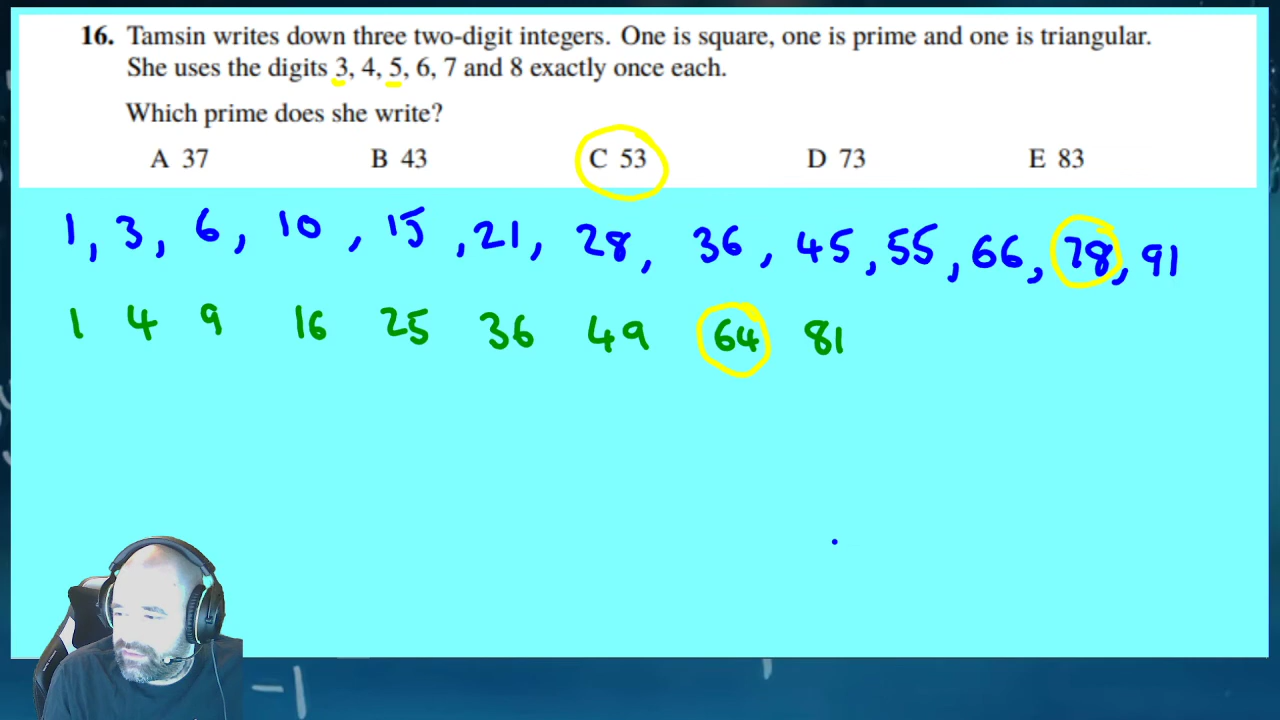 16. Tamsin writes down three two-digit integers. One is square, one is prime and one is triangular.
She uses the digits 3, 4, 5, 6, 7 and 8 exactly once each.
Which prime does she write?
A 37 B 43 C 53 D 73 E 83
1, 3, 6, 10, 15, 21, 28, 36, 45, 55, 66, 78, 91
1 4 9 16 25 36 49 64 81
-1